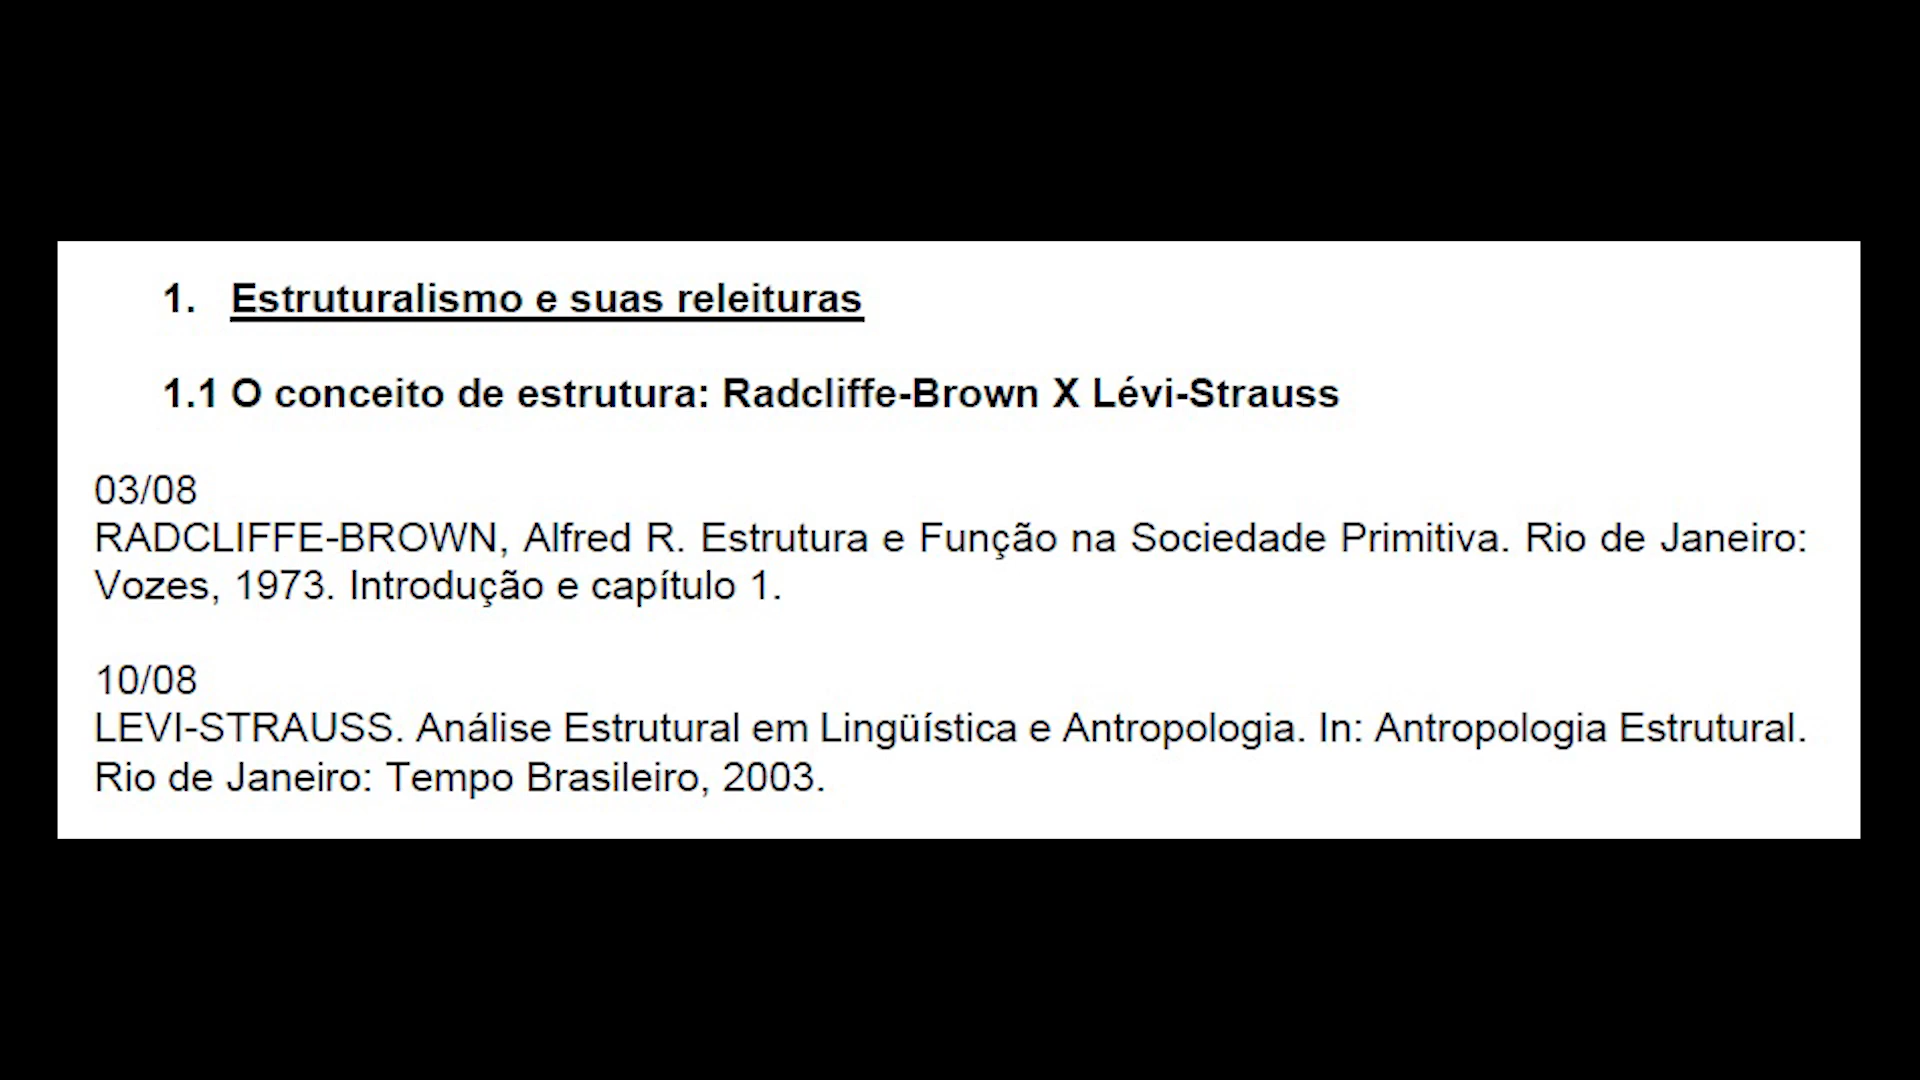 1. Estruturalismo e suas releituras
1.1 O conceito de estrutura: Radcliffe-Brown X Lévi-Strauss
03/08
RADCLIFFE-BROWN, Alfred R. Estrutura e Função na Sociedade Primitiva. Rio de Janeiro:
Vozes, 1973. Introdução e capítulo 1.
10/08
LEVI-STRAUSS. Análise Estrutural em Lingüística e Antropologia. In: Antropologia Estrutural.
Rio de Janeiro: Tempo Brasileiro, 2003.